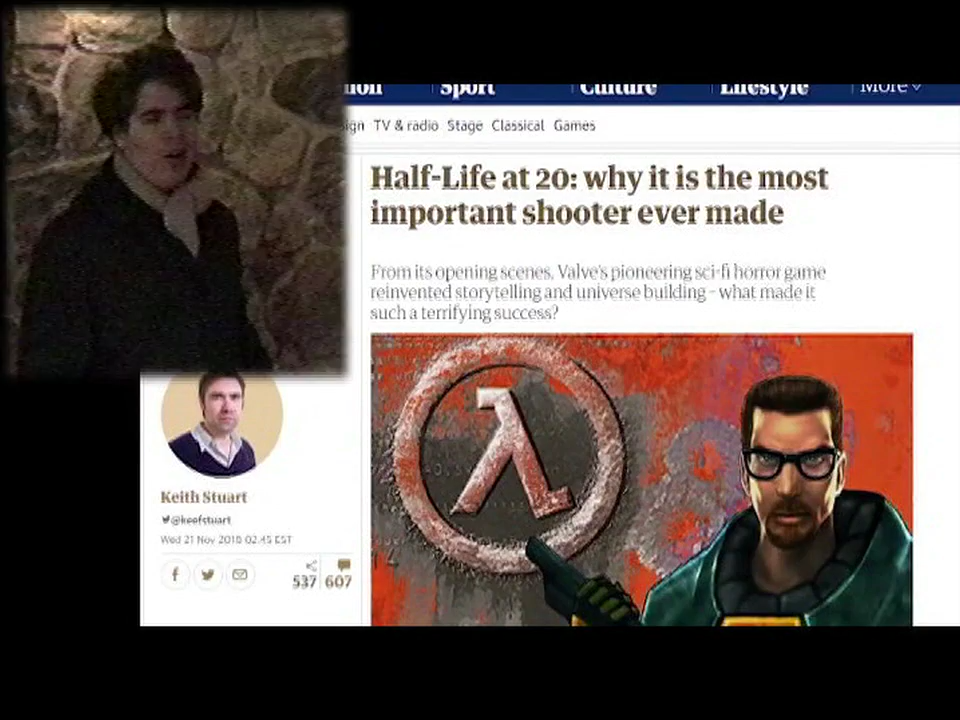 Sport
Culture
Lifestyle
More
TV & radio Stage Classical Games
Half-Life at 20: why it is the most
important shooter ever made
From its opening scenes, Valve's pioneering sci-fi horror game
reinvented storytelling and universe building – what made it
such a terrifying success?
Keith Stuart
@keefstuart
Wed 21 Nov 2018 02.45 EST
537 607